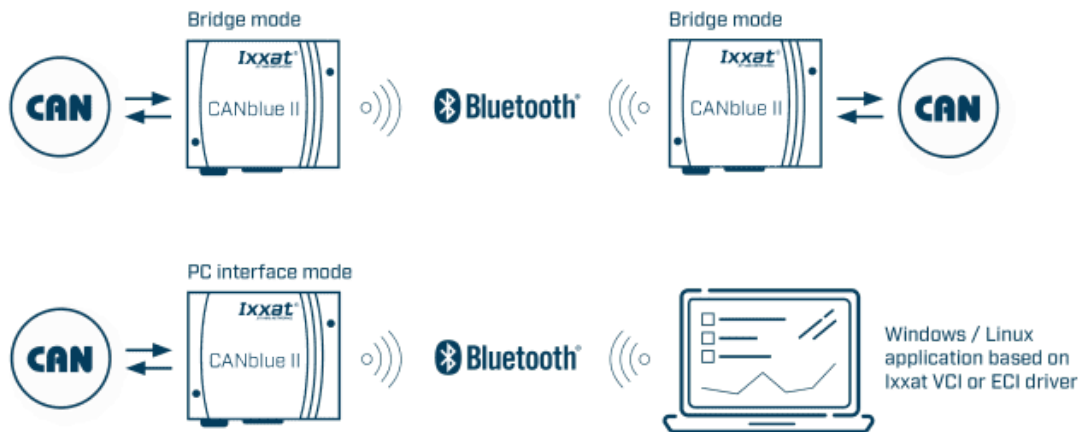 Bridge mode
Bridge mode
CAN
Ixxat®
CANblue II
Bluetooth®
Ixxat®
CANblue II
CAN
PC interface mode
CAN
Ixxat®
CANblue II
Bluetooth®
Windows / Linux
application based on
Ixxat VCI or ECI driver